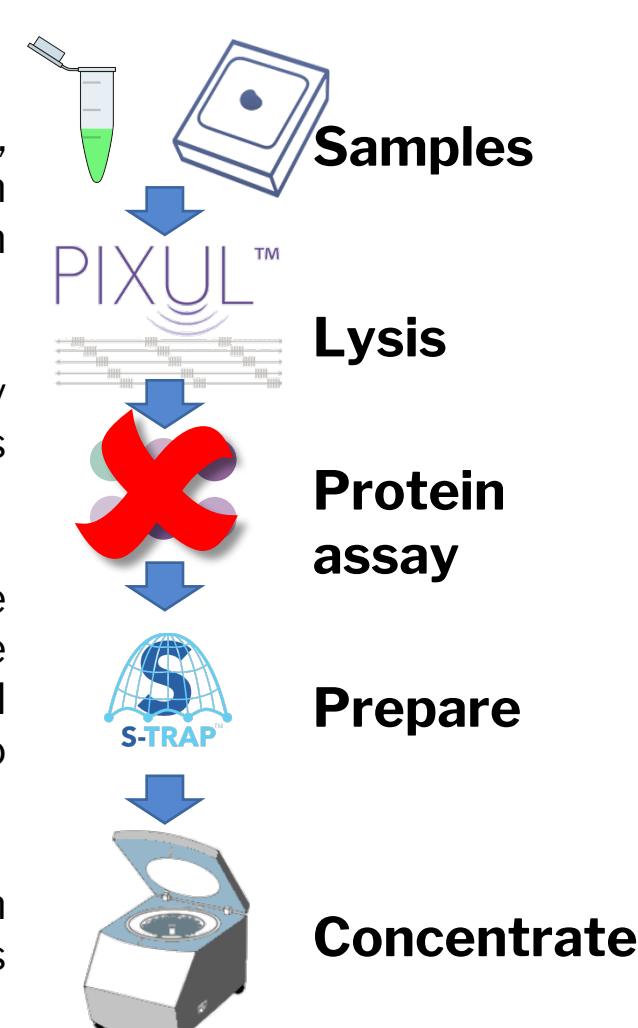 Samples
PIXUL™
Lysis
Protein
assay
S
S-TRAP™
Prepare
Concentrate